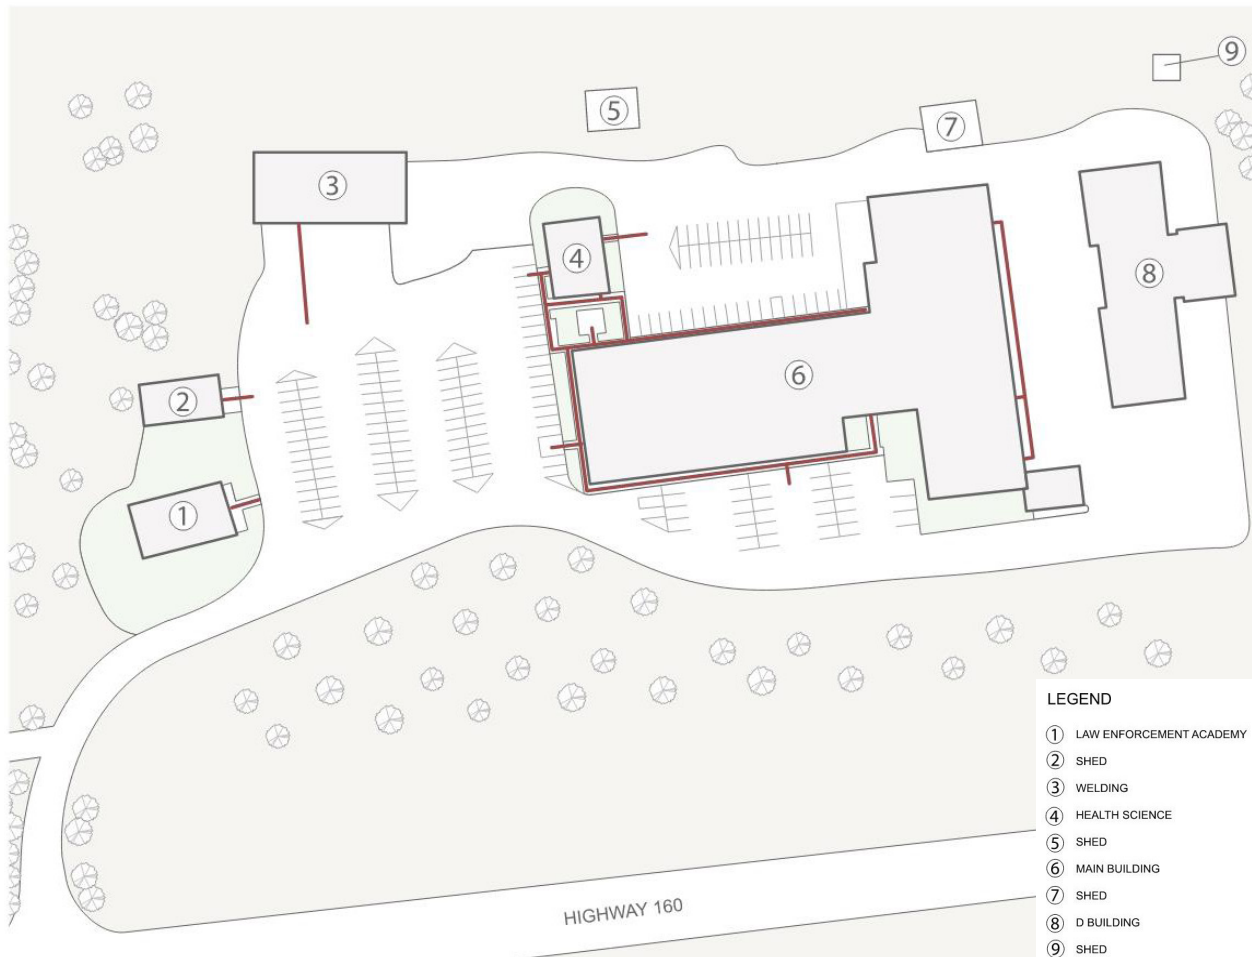 9
5
7
3
4
8
6
2
1
HIGHWAY 160
LEGEND
1 LAW ENFORCEMENT ACADEMY
2 SHED
3 WELDING
4 HEALTH SCIENCE
5 SHED
6 MAIN BUILDING
7 SHED
8 D BUILDING
9 SHED